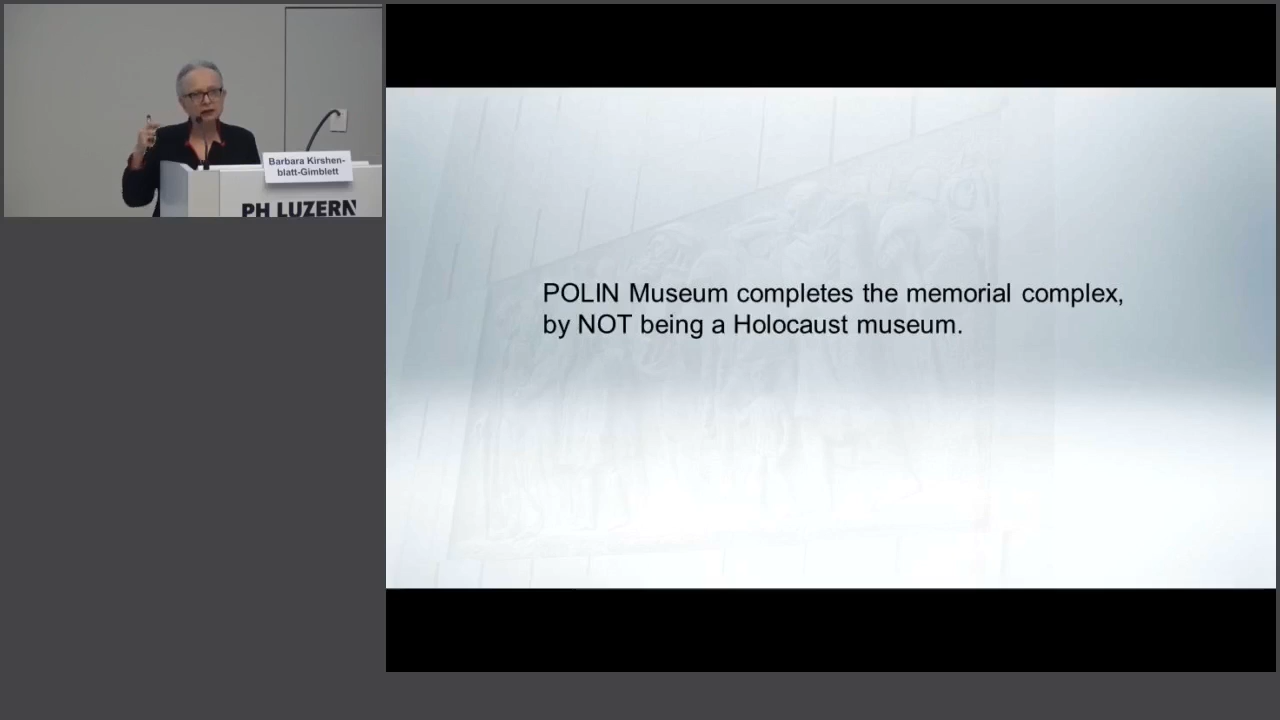 Barbara Kirshen-
blatt-Gimblett
PH LUZERN
POLIN Museum completes the memorial complex,
by NOT being a Holocaust museum.